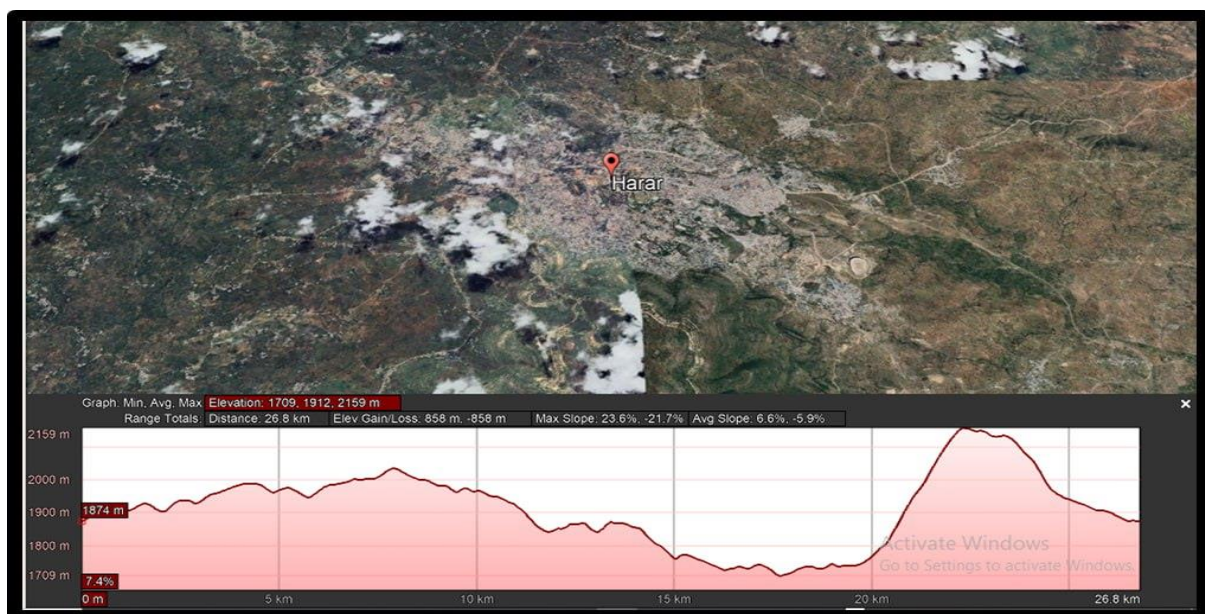 Harar
Graph: Min, Avg, Max Elevation: 1709, 1912, 2159 m
Range Totals: Distance: 26.8 km Elev Gain/Loss: 858 m, -858 m Max Slope: 23.6%, -21.7% Avg Slope: 6.6%, -5.9%
2159 m
2000 m
1900 m
1874 m
1800 m
1709 m
7.4%
Activate Windows
Go to Settings to activate Windows.
0 m 5 km 10 km 15 km 20 km 26.8 km